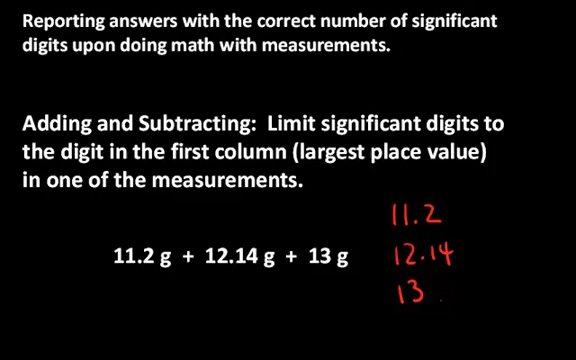 Reporting answers with the correct number of significant
digits upon doing math with measurements.
Adding and Subtracting: Limit significant digits to
the digit in the first column (largest place value)
in one of the measurements.
11.2
11.2 g + 12.14 g + 13 g 12.14
13